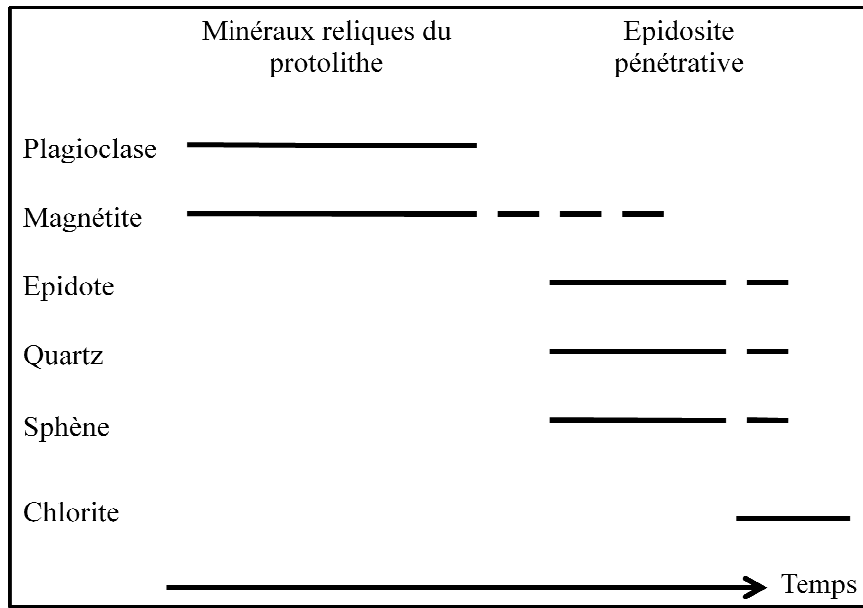 Minéraux reliques du
protolithe
Epidosite
pénétrative
Plagioclase
Magnétite
Epidote
Quartz
Sphène
Chlorite
Temps